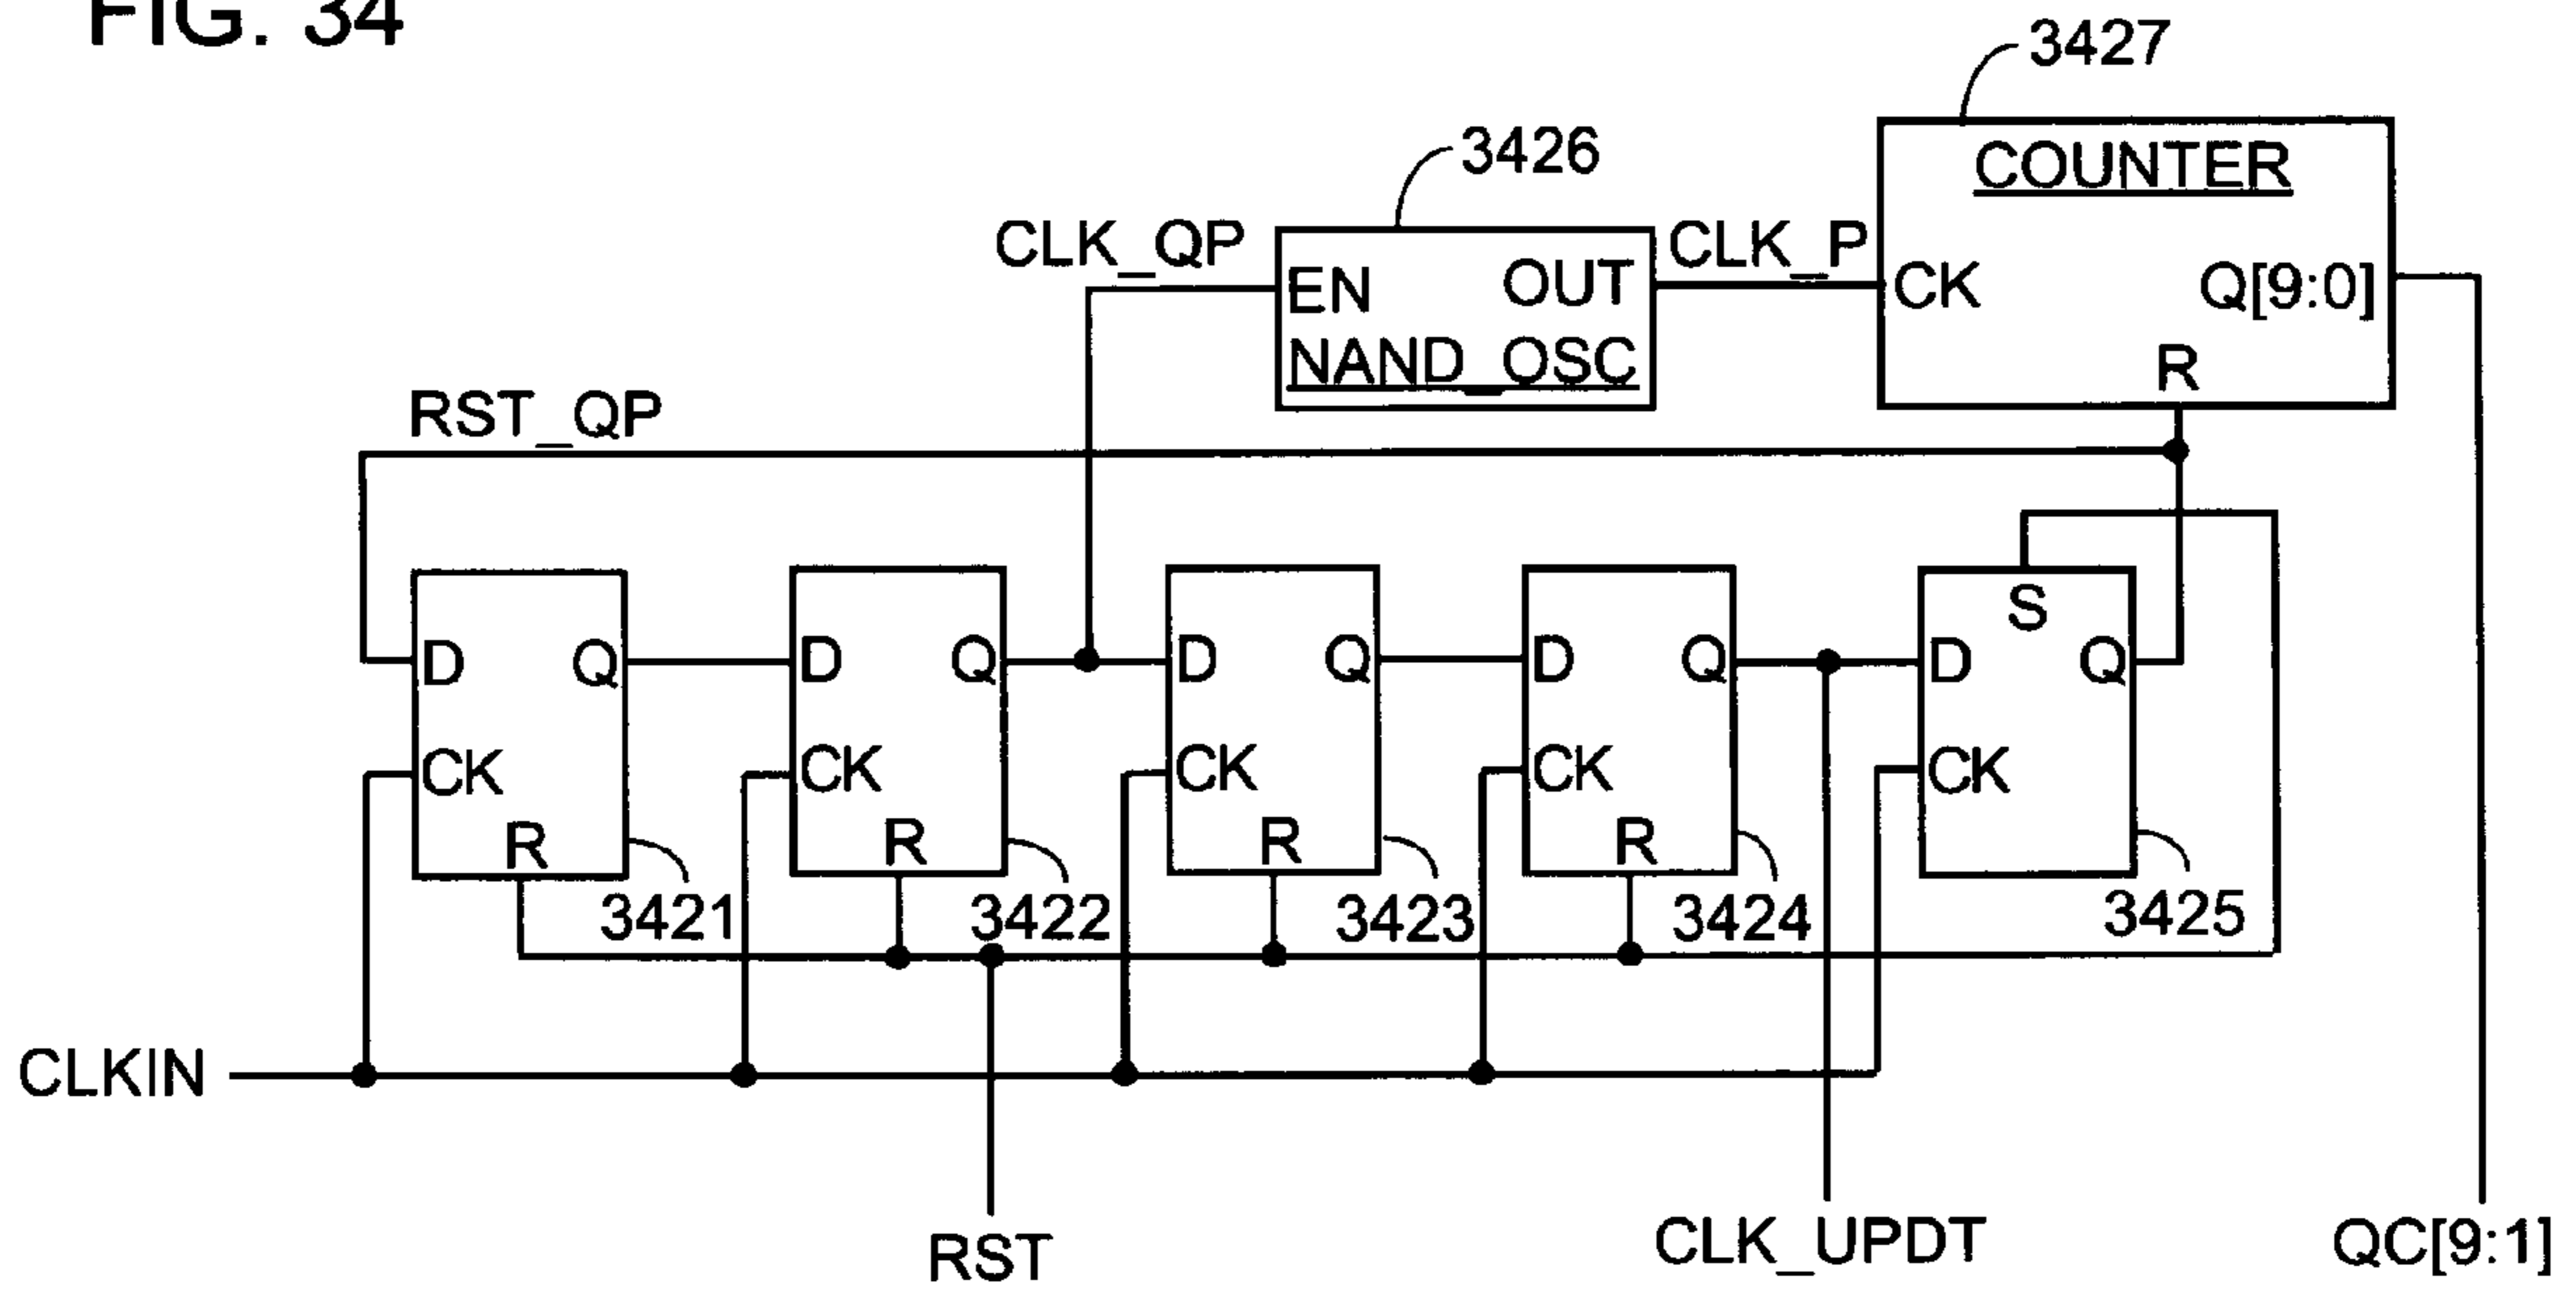 FIG. 34
3427
3426
COUNTER
CLK_QP
CLK_P
EN
OUT
CK
Q[9:0]
NAND_OSC
R
RST_QP
S
D
Q
D
Q
D
Q
D
Q
D
Q
CK
CK
CK
CK
CK
R
R
R
R
3421
3422
3423
3424
3425
CLKIN
RST
CLK_UPDT
QC[9:1]